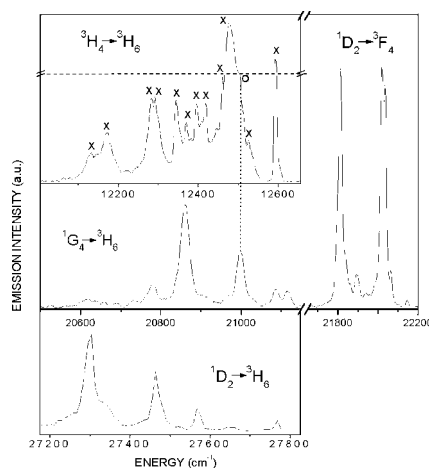 ³H₄→³H₆
¹D₂→³F₄
X X X X X X X X X X X X X O
12200 12400 12600
¹G₄→³H₆
20600 20800 21000 21800 22200
¹D₂→³H₆
27200 27400 27600 27800
EMISSION INTENSITY (a.u.)
ENERGY (cm⁻¹)